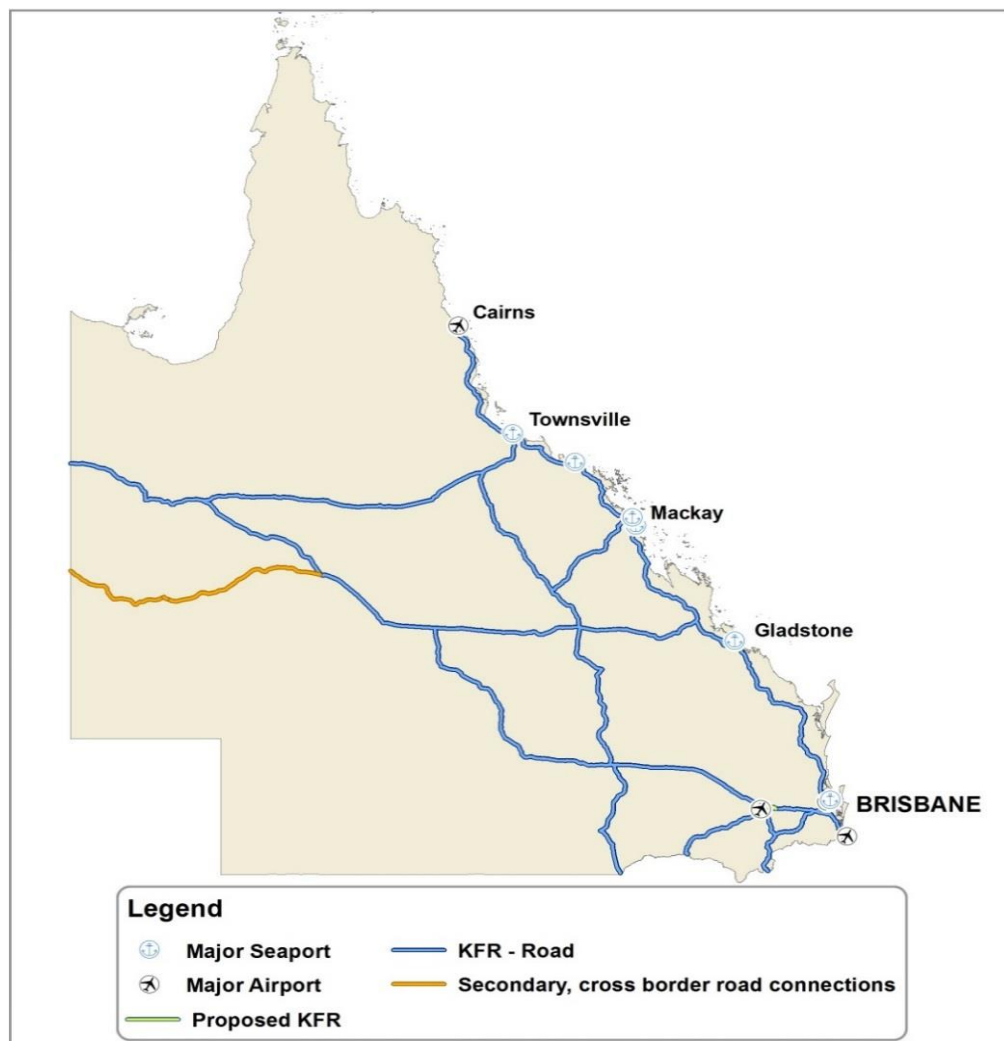 Cairns
Townsville
Mackay
Gladstone
BRISBANE
Legend
Major Seaport
KFR - Road
Major Airport
Secondary, cross border road connections
Proposed KFR